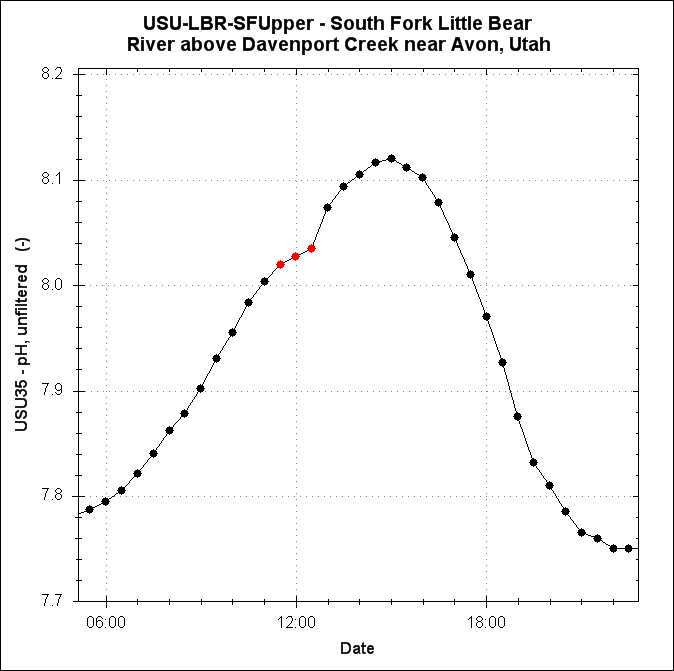 USU-LBR-SFUpper - South Fork Little Bear
River above Davenport Creek near Avon, Utah
USU35 - pH, unfiltered (-)
8.2
8.1
8.0
7.9
7.8
7.7
06:00 12:00 18:00
Date